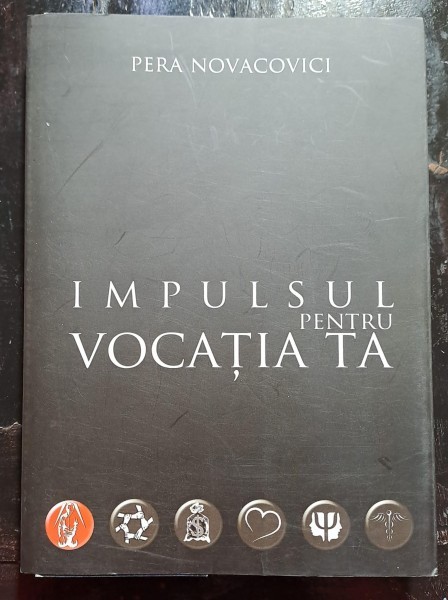 PERA NOVACOVICI
IMPULSUL
PENTRU
VOCAȚIA TA